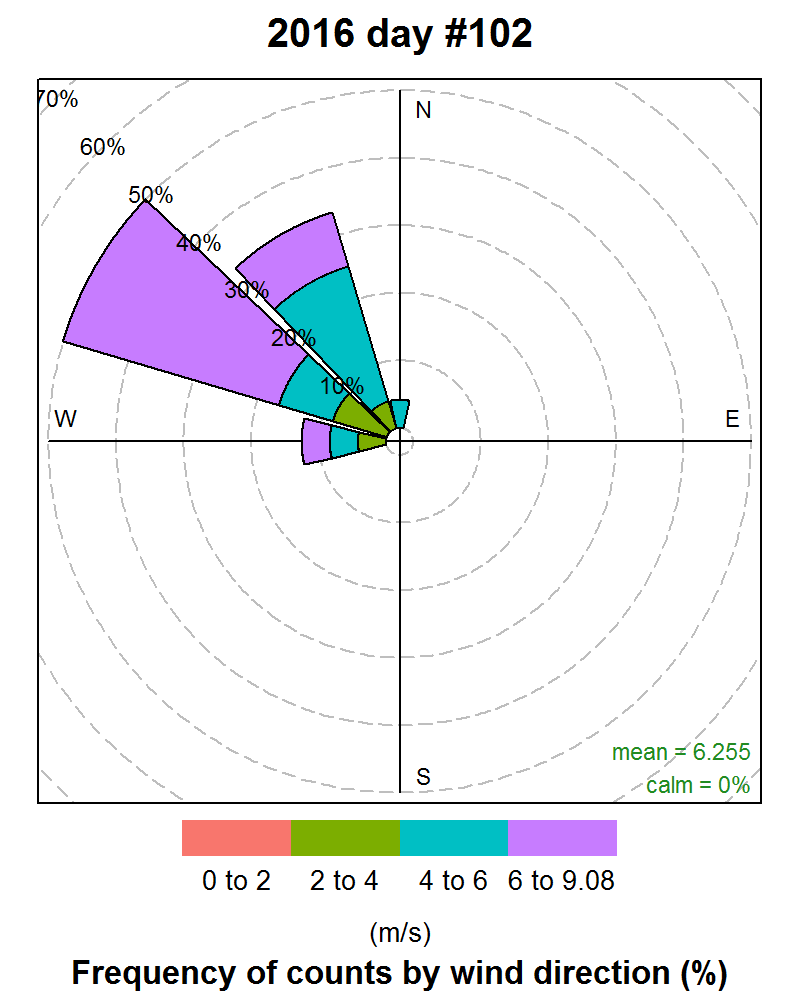 2016 day #102
70%
N
60%
50%
40%
30%
20%
10%
W
E
mean = 6.255
S
calm = 0%
0 to 2
2 to 4
4 to 6
6 to 9.08
(m/s)
Frequency of counts by wind direction (%)